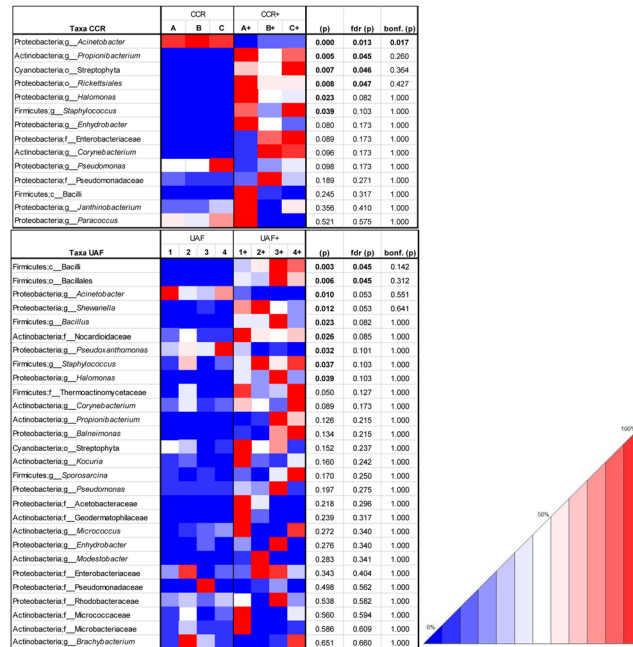 CCR CCR+
Taxa CCR A B C A+ B+ C+ (p) fdr (p) bonf. (p)
Proteobacteria;g__Acinetobacter 0.000 0.013 0.017
Actinobacteria;g__Propionibacterium 0.005 0.045 0.260
Cyanobacteria;o__Streptophyta 0.007 0.046 0.364
Proteobacteria;o__Rickettsiales 0.008 0.047 0.427
Proteobacteria;g__Halomonas 0.023 0.082 1.000
Firmicutes;g__Staphylococcus 0.039 0.103 1.000
Proteobacteria;g__Enhydrobacter 0.080 0.173 1.000
Proteobacteria;f__Enterobacteriaceae 0.089 0.173 1.000
Actinobacteria;g__Corynebacterium 0.096 0.173 1.000
Proteobacteria;g__Pseudomonas 0.098 0.173 1.000
Proteobacteria;f__Pseudomonadaceae 0.189 0.271 1.000
Firmicutes;c__Bacilli 0.245 0.317 1.000
Proteobacteria;g__Janthinobacterium 0.356 0.410 1.000
Proteobacteria;g__Paracoccus 0.521 0.575 1.000
UAF UAF+
Taxa UAF 1 2 3 4 1+ 2+ 3+ 4+ (p) fdr (p) bonf. (p)
Firmicutes;c__Bacilli 0.003 0.045 0.142
Firmicutes;o__Bacillales 0.006 0.045 0.312
Proteobacteria;g__Acinetobacter 0.010 0.053 0.551
Proteobacteria;g__Shewanella 0.012 0.053 0.641
Firmicutes;g__Bacillus 0.023 0.082 1.000
Actinobacteria;f__Nocardioidaceae 0.026 0.085 1.000
Proteobacteria;g__Pseudoxanthomonas 0.032 0.101 1.000
Firmicutes;g__Staphylococcus 0.037 0.103 1.000
Proteobacteria;g__Halomonas 0.039 0.103 1.000
Firmicutes;f__Thermoactinomycetaceae 0.050 0.127 1.000
Actinobacteria;g__Corynebacterium 0.089 0.173 1.000
Actinobacteria;g__Propionibacterium 0.126 0.215 1.000
Proteobacteria;g__Balneimonas 0.134 0.215 1.000
Cyanobacteria;o__Streptophyta 0.152 0.237 1.000
Actinobacteria;g__Kocuria 0.160 0.242 1.000
Firmicutes;g__Sporosarcina 0.170 0.250 1.000
Proteobacteria;g__Pseudomonas 0.197 0.275 1.000
Proteobacteria;f__Acetobacteraceae 0.218 0.296 1.000
Actinobacteria;f__Geodermatophilaceae 0.239 0.317 1.000
Actinobacteria;g__Micrococcus 0.272 0.340 1.000
Proteobacteria;g__Enhydrobacter 0.276 0.340 1.000
Actinobacteria;g__Modestobacter 0.283 0.341 1.000
Proteobacteria;f__Enterobacteriaceae 0.343 0.404 1.000
Proteobacteria;f__Pseudomonadaceae 0.498 0.562 1.000
Proteobacteria;f__Rhodobacteraceae 0.538 0.582 1.000
Actinobacteria;f__Micrococcaceae 0.560 0.594 1.000
Actinobacteria;f__Microbacteriaceae 0.586 0.609 1.000
Actinobacteria;g__Brachybacterium 0.651 0.660 1.000
100%
50%
0%